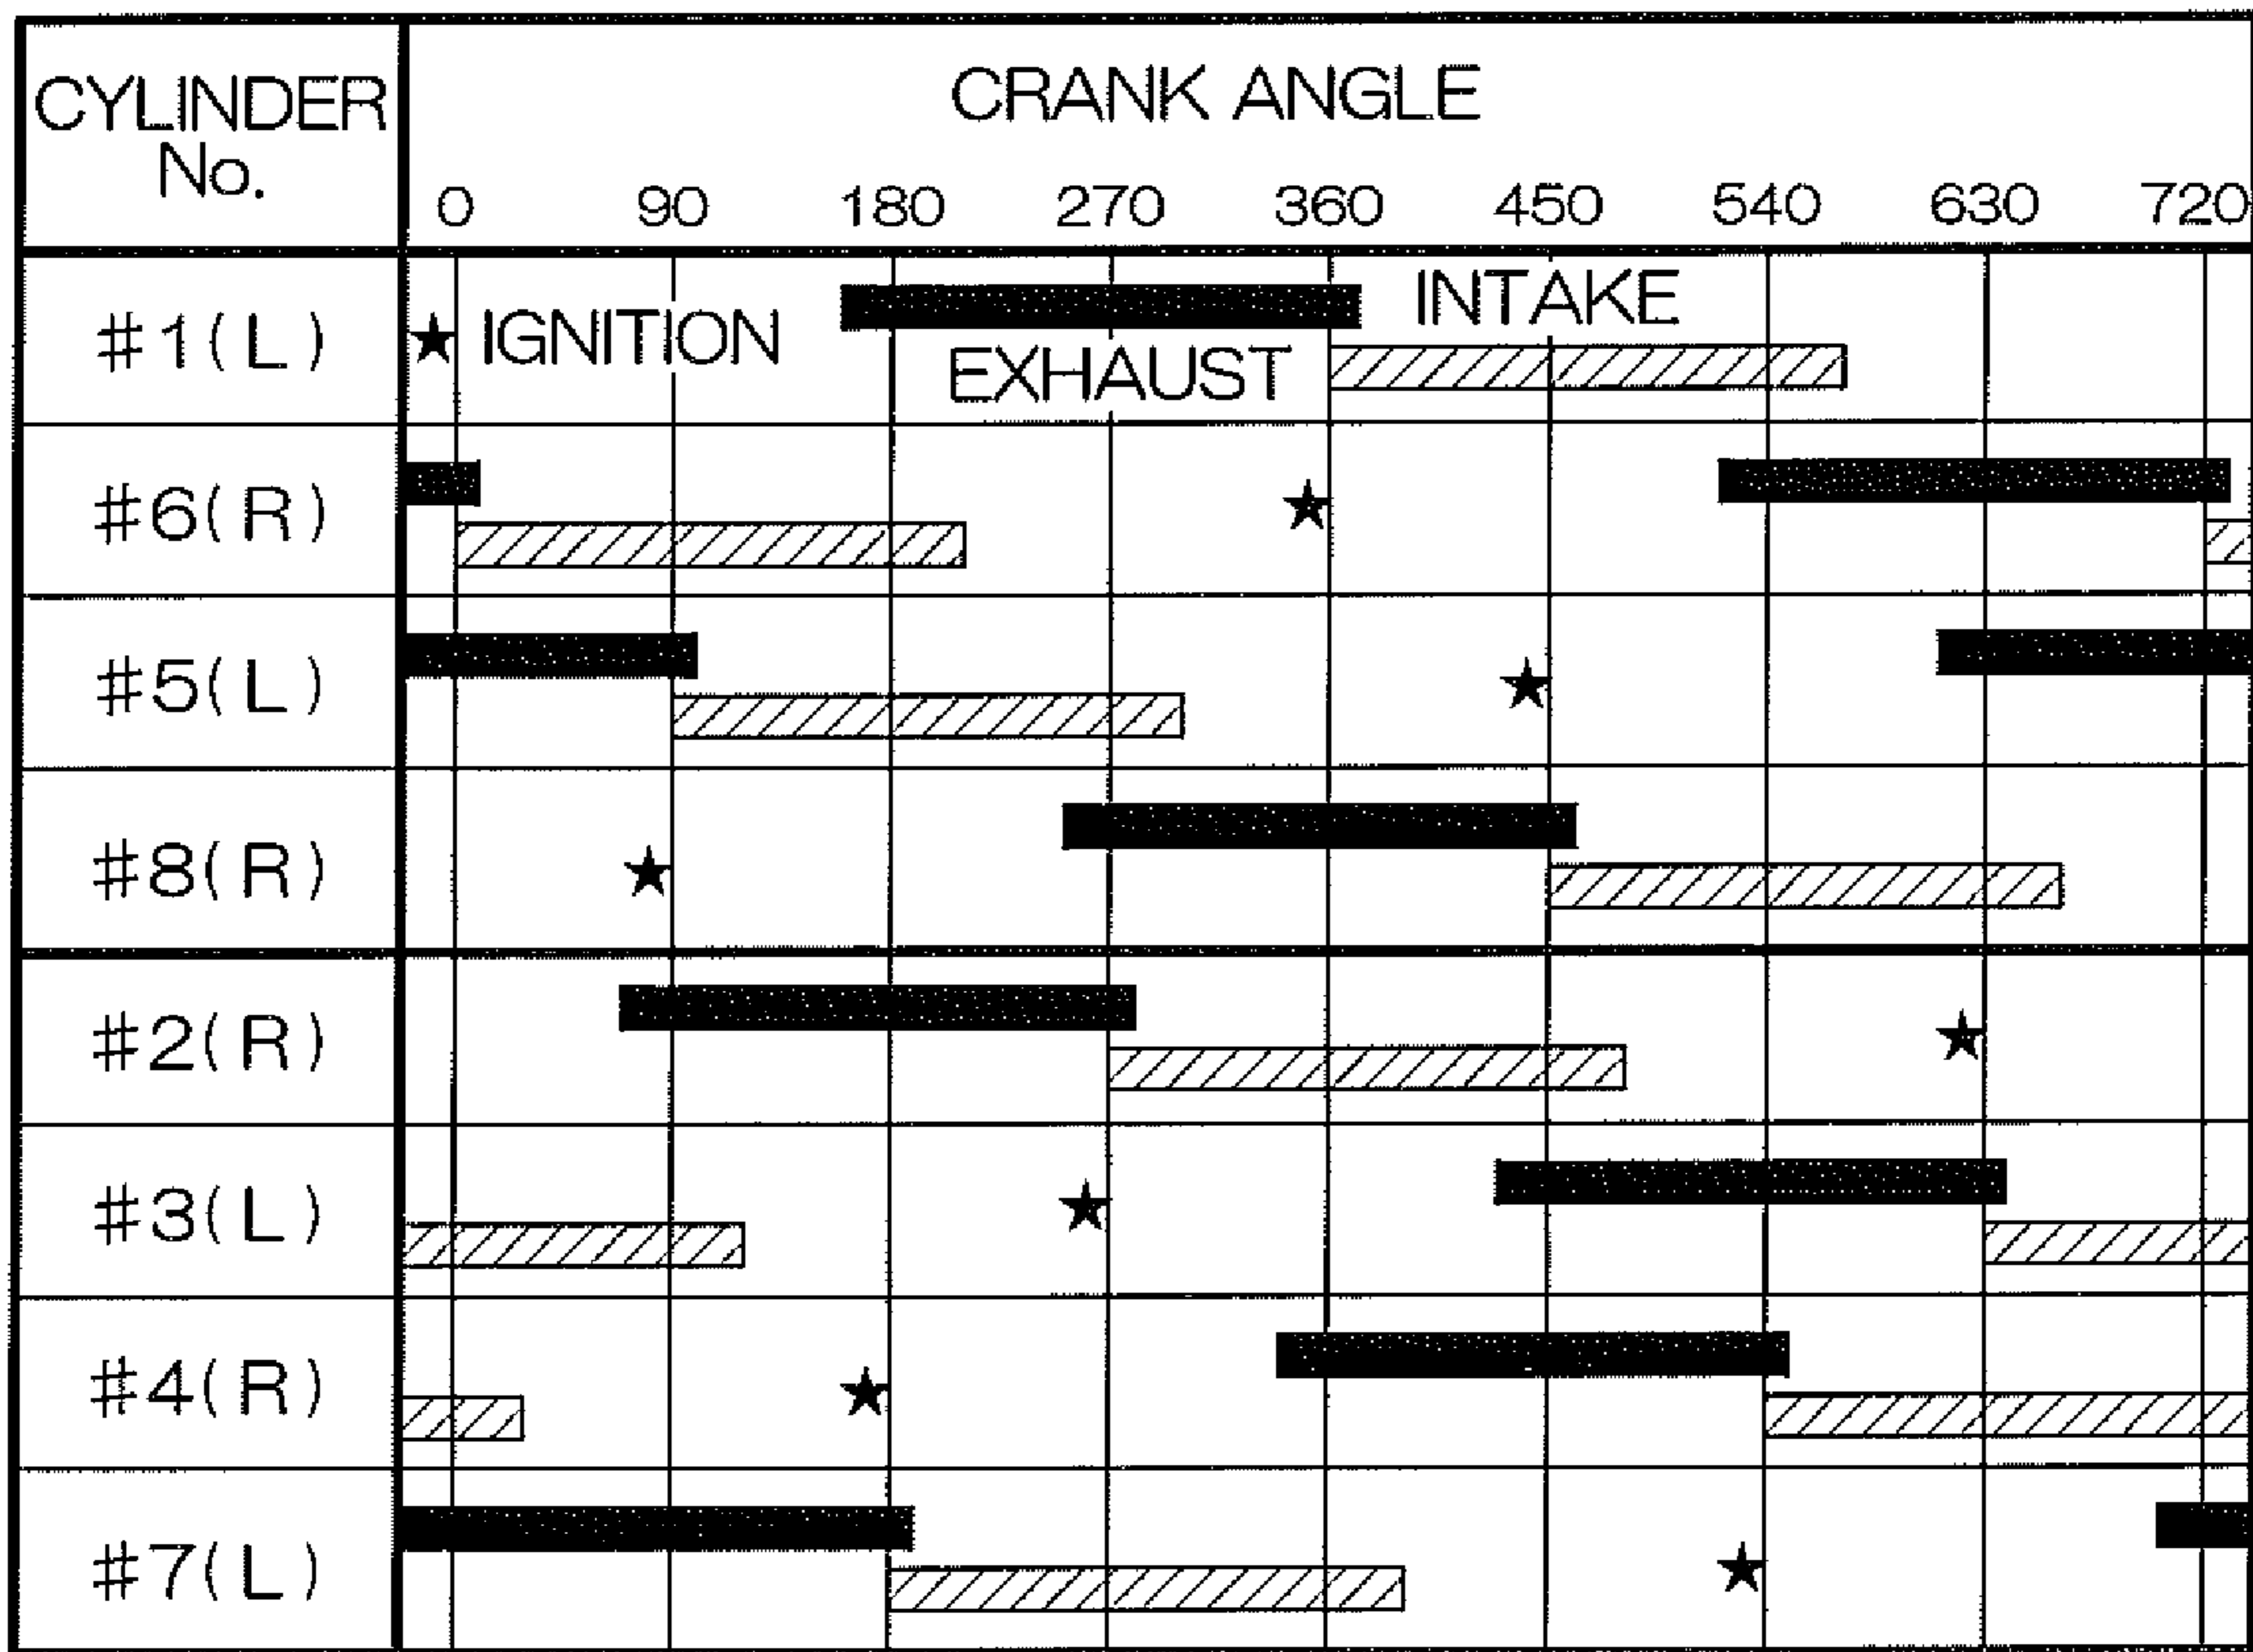 CYLINDER
No.
CRANK ANGLE
0 90 180 270 360 450 540 630 720
#1(L)
★ IGNITION
EXHAUST
INTAKE
#6(R)
★
#5(L)
★
#8(R)
★
#2(R)
★
#3(L)
★
#4(R)
★
#7(L)
★